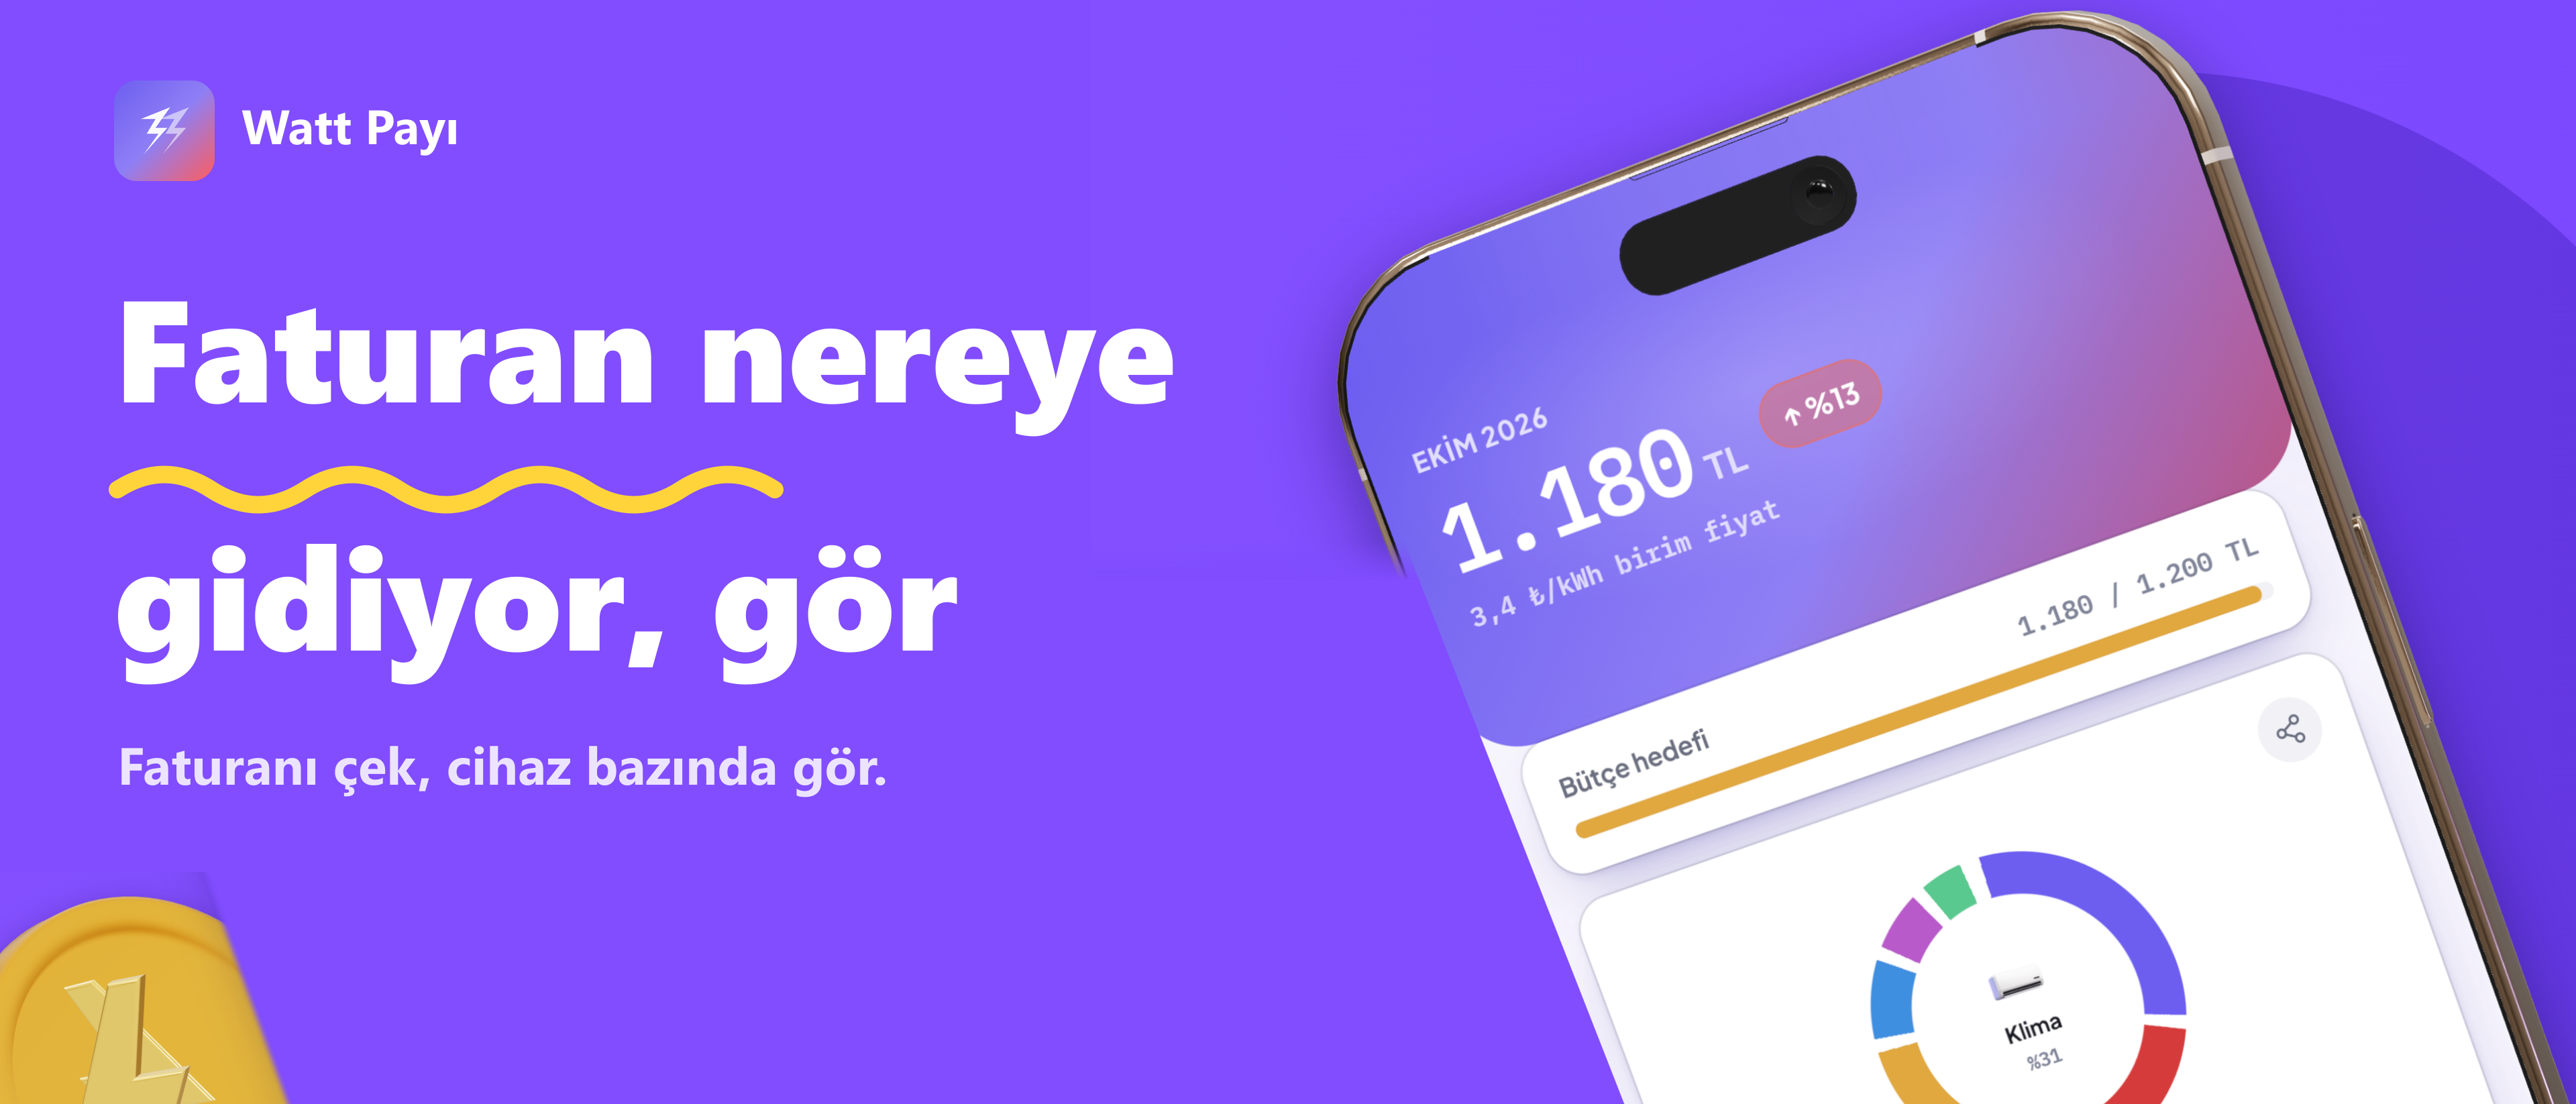 Watt Payı
Faturan nereye
gidiyor, gör
Faturanı çek, cihaz bazında gör.
EKİM 2026
1.180 TL
↑ %13
3,4 ₺/kWh birim fiyat
Bütçe hedefi
1.180 / 1.200 TL
Klima
%31